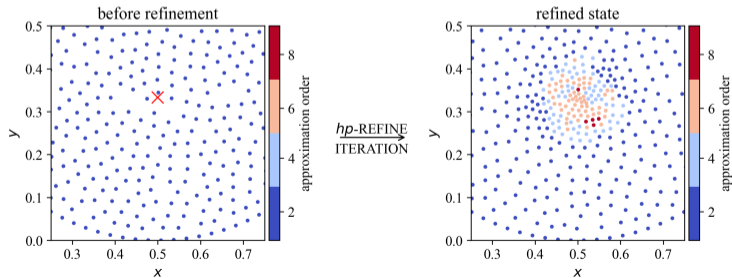 before refinement
0.5
0.4
0.3
0.2
0.1
0.0
y
0.3 0.4 0.5 0.6 0.7
x
8
6
4
2
approximation order
hp-REFINE
ITERATION
refined state
0.5
0.4
0.3
0.2
0.1
0.0
y
0.3 0.4 0.5 0.6 0.7
x
8
6
4
2
approximation order